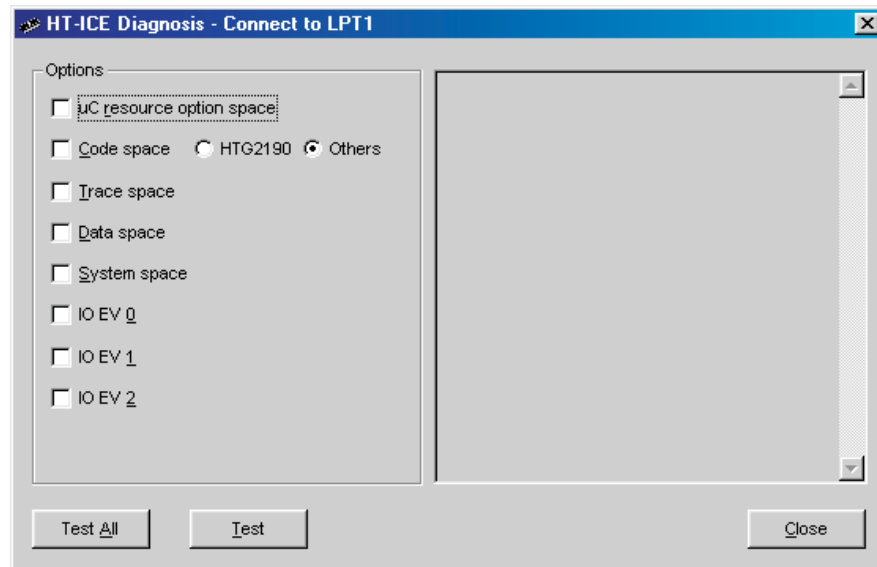 HT-ICE Diagnosis - Connect to LPT1
Options
uC resource option space
Code space HTG2190 Others
Trace space
Data space
System space
IO EV 0
IO EV 1
IO EV 2
Test All Test Close